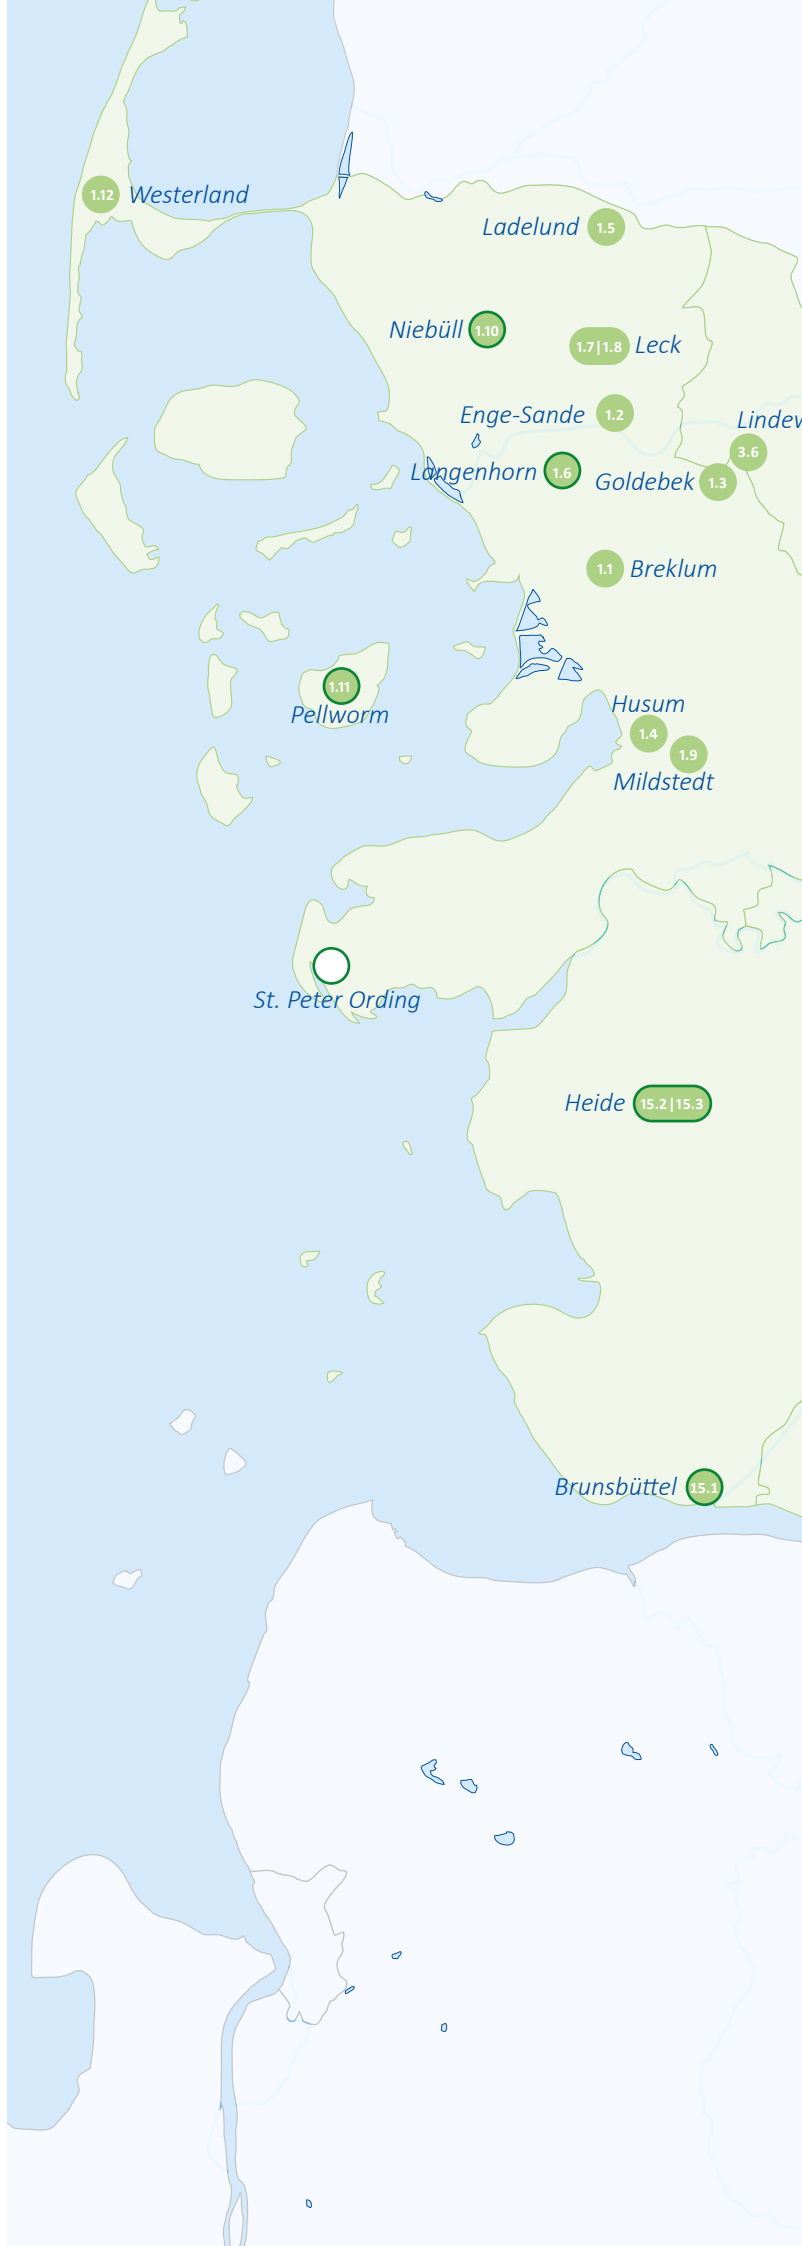 1.12 Westerland
Ladelund 1.5
Niebüll 1.10
1.7|1.8 Leck
Enge-Sande 1.2
3.6
Langenhorn 1.6
Goldebek 1.3
1.1 Breklum
1.11
Pellworm
Husum
1.4
1.9
Mildstedt
St. Peter Ording
Heide 15.2|15.3
Brunsbüttel 15.1